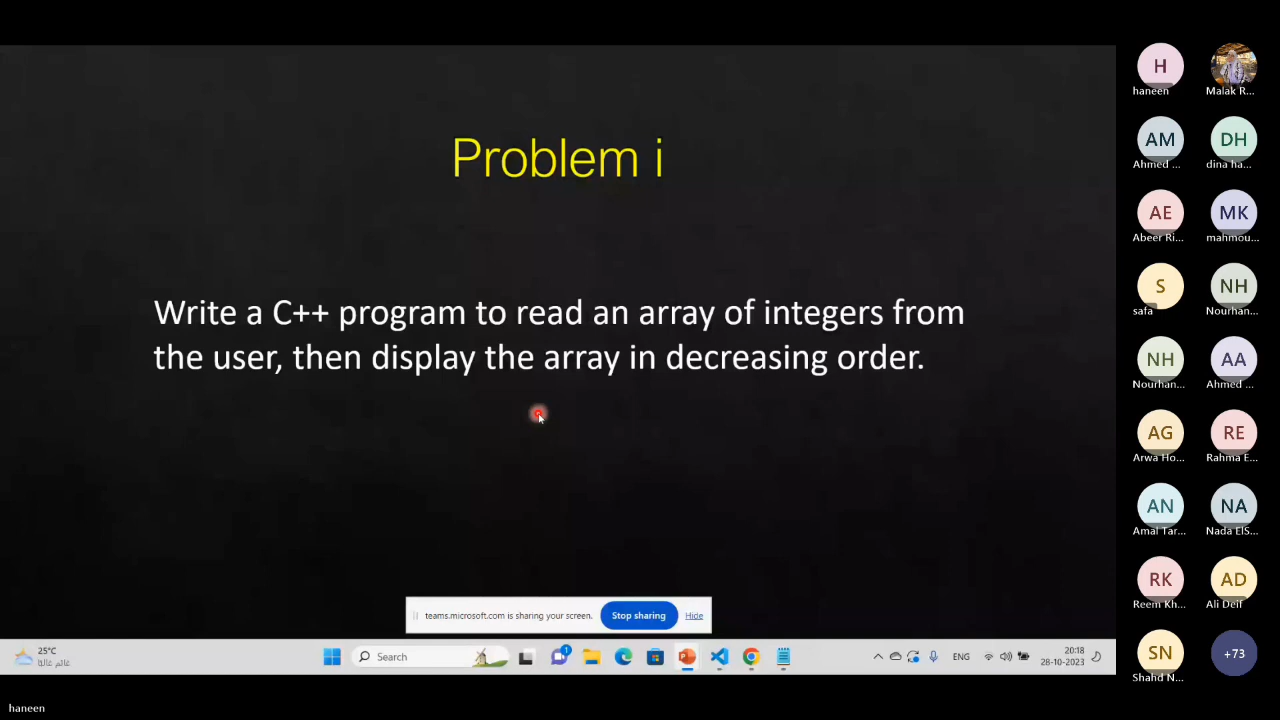 Problem i
Write a C++ program to read an array of integers from
the user, then display the array in decreasing order.
teams.microsoft.com is sharing your screen.
Stop sharing
Hide
25°C
غائم غالبًا
Search
1
ENG
20:18
28-10-2023
H
haneen
Malak R...
AM
Ahmed ...
DH
dina ha...
AE
Abeer Ri...
MK
mahmou...
S
safa
NH
Nourhan...
NH
Nourhan...
AA
Ahmed ...
AG
Arwa Ho...
RE
Rahma E...
AN
Amal Tar...
NA
Nada ElS...
RK
Reem Kh...
AD
Ali Deif
SN
Shahd N...
+73
haneen